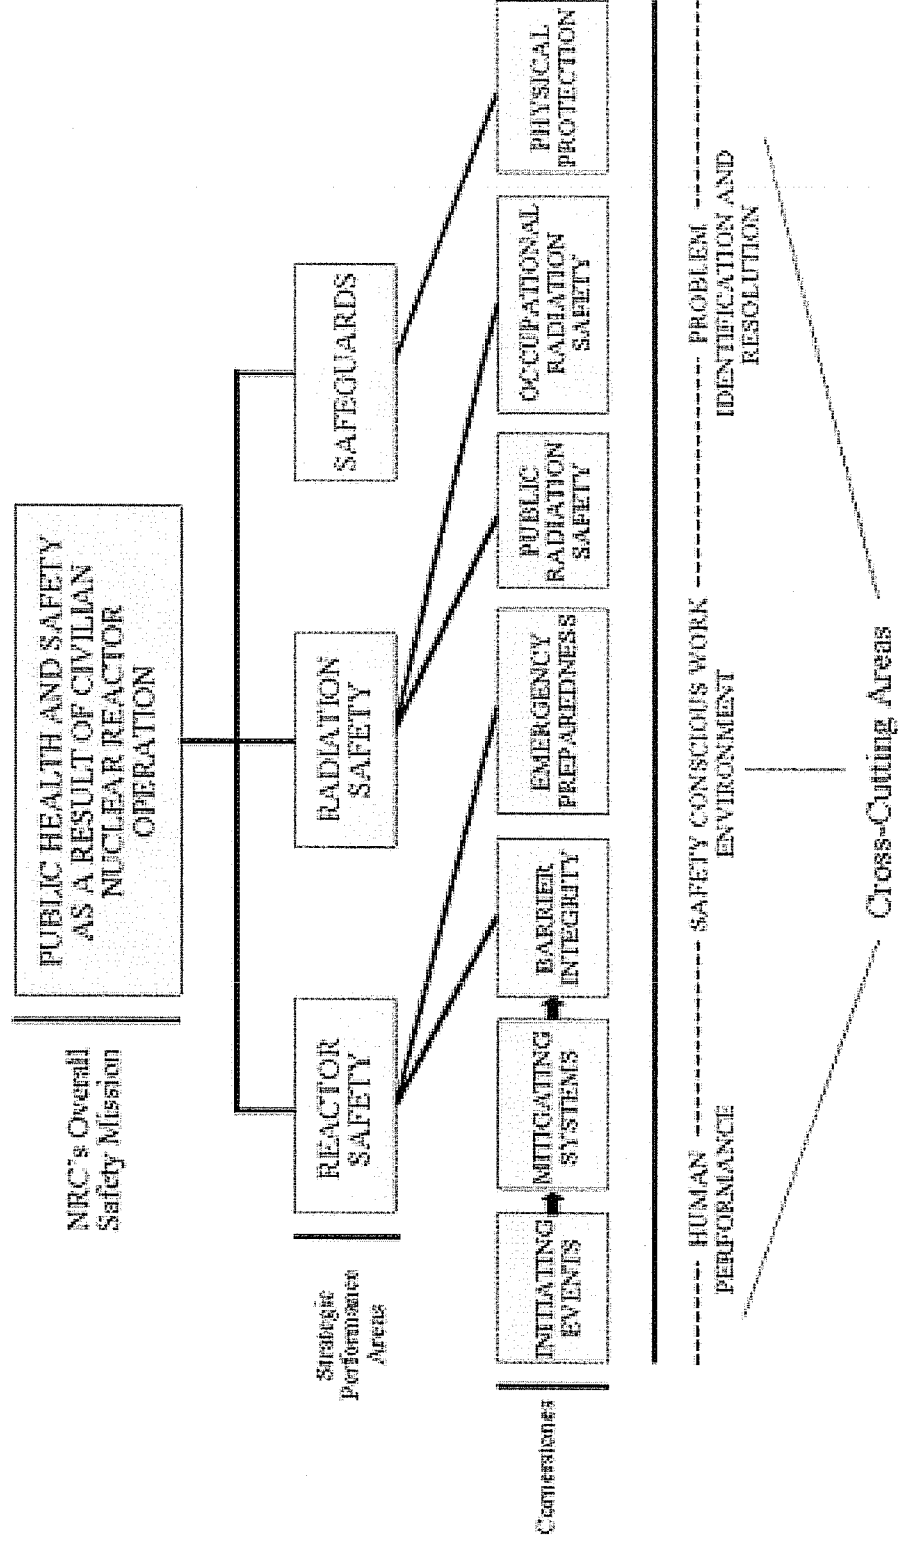 NRC's Overall
Safety Mission
PUBLIC HEALTH AND SAFETY
AS A RESULT OF CIVILIAN
NUCLEAR REACTOR
OPERATION
Strategic
Performance
Areas
REACTOR
SAFETY
RADIATION
SAFETY
SAFEGUARDS
Cornerstones
INITIATING
EVENTS
MITIGATING
SYSTEMS
BARRIER
INTEGRITY
EMERGENCY
PREPAREDNESS
PUBLIC
RADIATION
SAFETY
OCCUPATIONAL
RADIATION
SAFETY
PHYSICAL
PROTECTION
HUMAN
PERFORMANCE
SAFETY CONSCIOUS WORK
ENVIRONMENT
PROBLEM
IDENTIFICATION AND
RESOLUTION
Cross-Cutting Areas